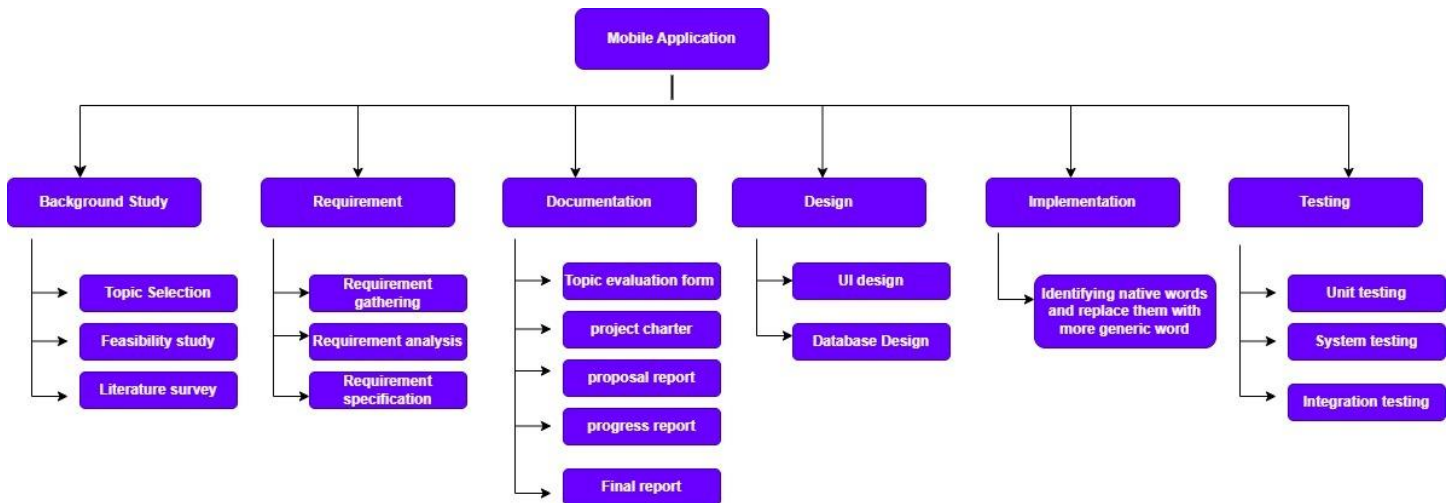 Mobile Application
Background Study
Requirement
Documentation
Design
Implementation
Testing
Topic Selection
Feasibility study
Literature survey
Requirement
gathering
Requirement analysis
Requirement
specification
Topic evaluation form
project charter
proposal report
progress report
Final report
UI design
Database Design
Identifying native words
and replace them with
more generic word
Unit testing
System testing
Integration testing